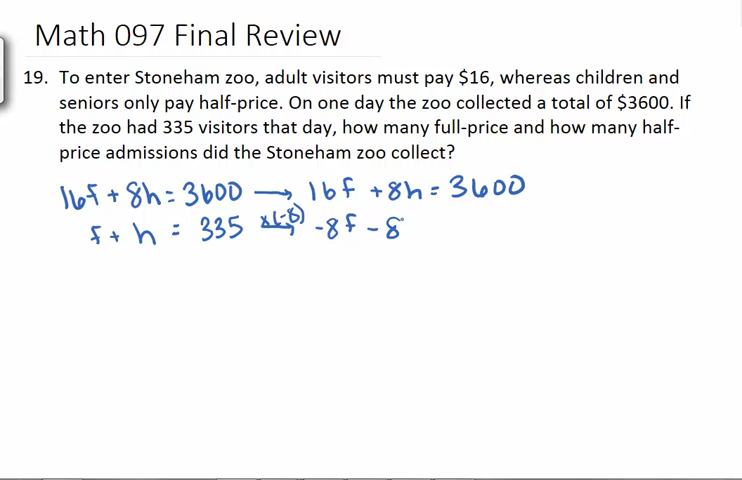 Math 097 Final Review
19. To enter Stoneham zoo, adult visitors must pay $16, whereas children and
seniors only pay half-price. On one day the zoo collected a total of $3600. If
the zoo had 335 visitors that day, how many full-price and how many half-
price admissions did the Stoneham zoo collect?
16f + 8h = 3600 → 16f + 8h = 3600
f + h = 335 x(-8) → -8f - 8